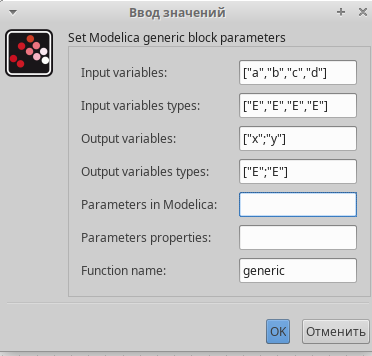 Ввод значений
Set Modelica generic block parameters
Input variables: ["a","b","c","d"]
Input variables types: ["E","E","E","E"]
Output variables: ["x";"y"]
Output variables types: ["E";"E"]
Parameters in Modelica:
Parameters properties:
Function name: generic
OK Отменить